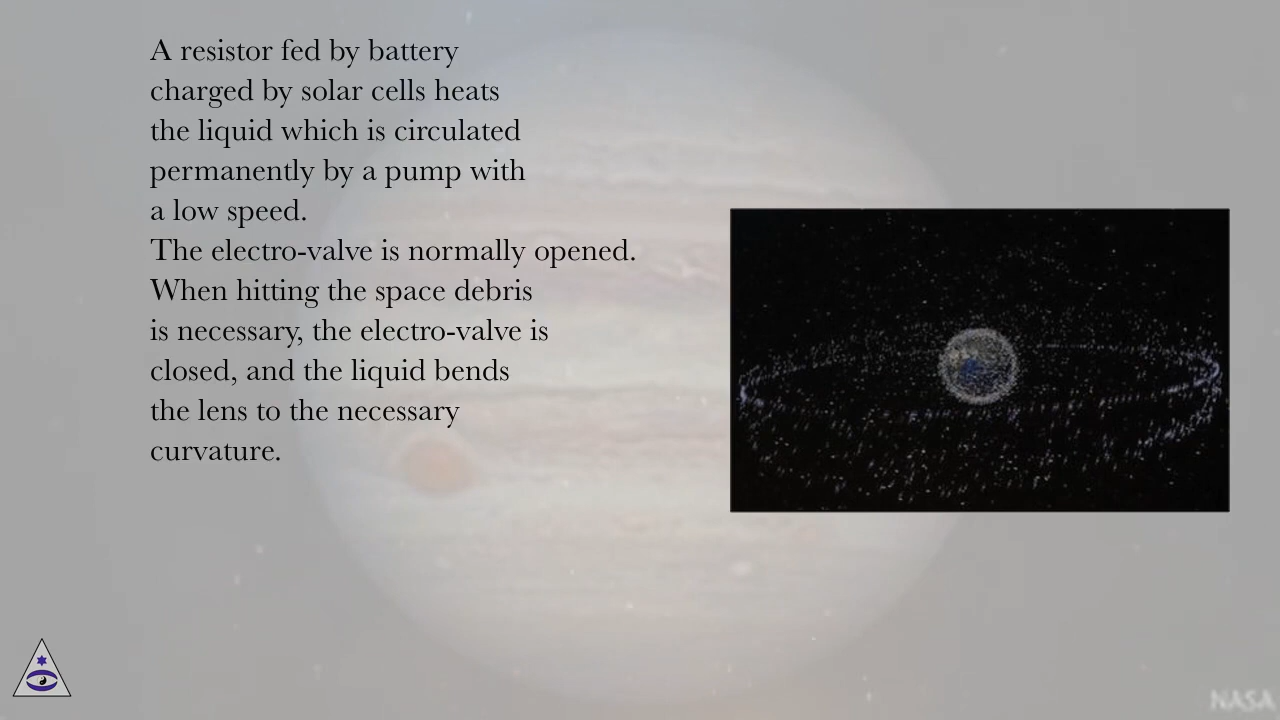 A resistor fed by battery
charged by solar cells heats
the liquid which is circulated
permanently by a pump with
a low speed.
The electro-valve is normally opened.
When hitting the space debris
is necessary, the electro-valve is
closed, and the liquid bends
the lens to the necessary
curvature.
NASA